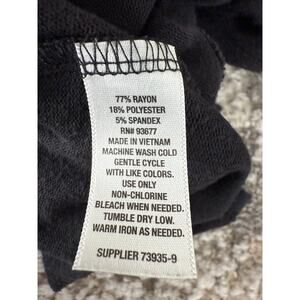 77% RAYON
18% POLYESTER
5% SPANDEX
RN# 93677
MADE IN VIETNAM
MACHINE WASH COLD
GENTLE CYCLE
WITH LIKE COLORS.
USE ONLY
NON-CHLORINE
BLEACH WHEN NEEDED.
TUMBLE DRY LOW.
WARM IRON AS NEEDED.
SUPPLIER 73935-9